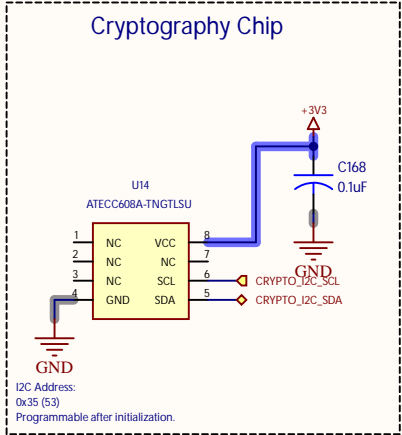 Cryptography Chip
+3V3
C168
0.1uF
GND
U14
ATECC608A-TNGTLSU
1 NC VCC 8
2 NC NC 7
3 NC SCL 6 CRYPTO_I2C_SCL
4 GND SDA 5 CRYPTO_I2C_SDA
GND
I2C Address:
0x35 (53)
Programmable after initialization.